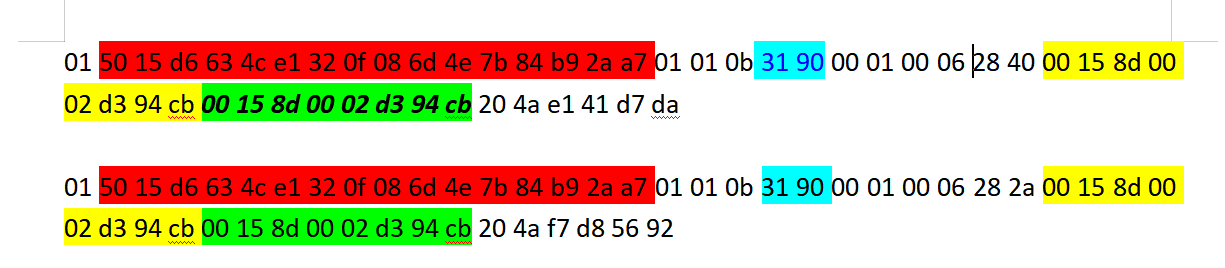 01 50 15 d6 63 4c e1 32 0f 08 6d 4e 7b 84 b9 2a a7 01 01 0b 31 90 00 01 00 06 28 40 00 15 8d 00
02 d3 94 cb 00 15 8d 00 02 d3 94 cb 20 4a e1 41 d7 da
01 50 15 d6 63 4c e1 32 0f 08 6d 4e 7b 84 b9 2a a7 01 01 0b 31 90 00 01 00 06 28 2a 00 15 8d 00
02 d3 94 cb 00 15 8d 00 02 d3 94 cb 20 4a f7 d8 56 92